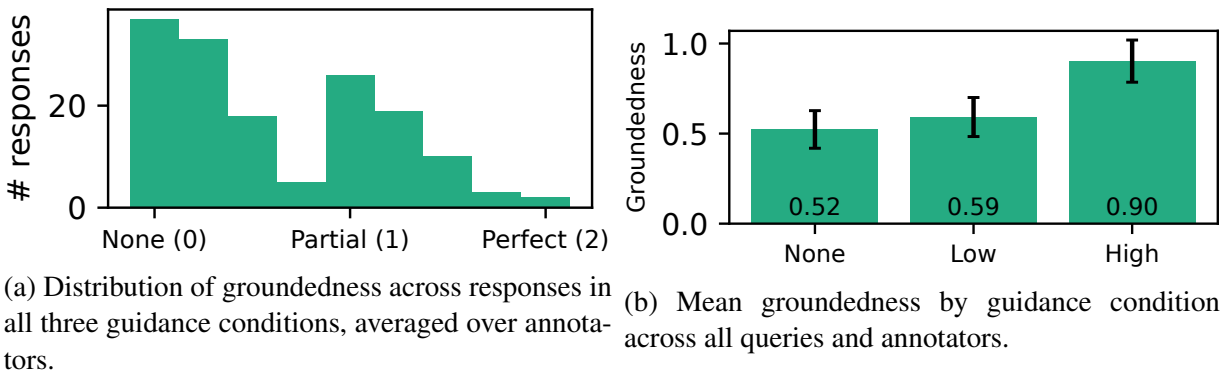 # responses
20
0
None (0) Partial (1) Perfect (2)
(a) Distribution of groundedness across responses in
all three guidance conditions, averaged over annota-
tors.
Groundedness
1.0
0.5
0.0
0.52 0.59 0.90
None Low High
(b) Mean groundedness by guidance condition
across all queries and annotators.